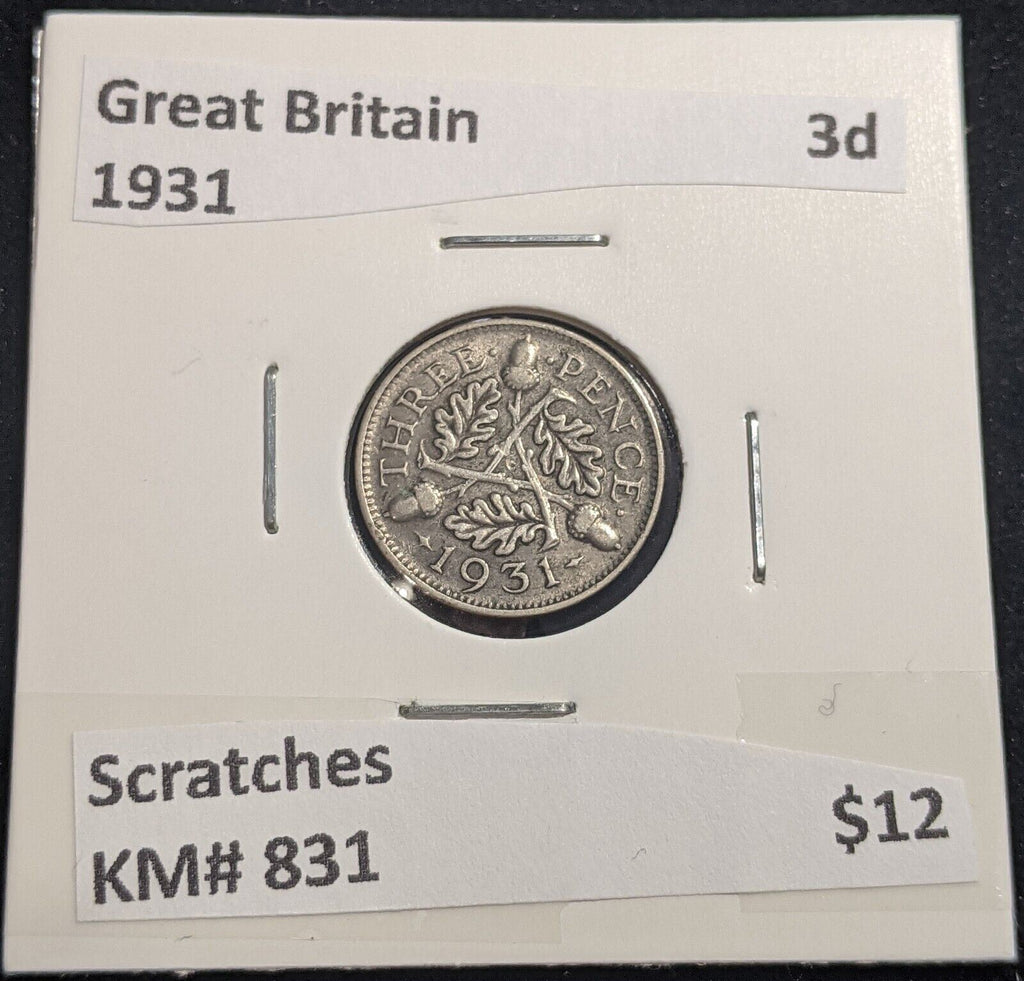 Great Britain 3d
1931
THREE · PENCE ·
1931
Scratches
KM# 831 $12